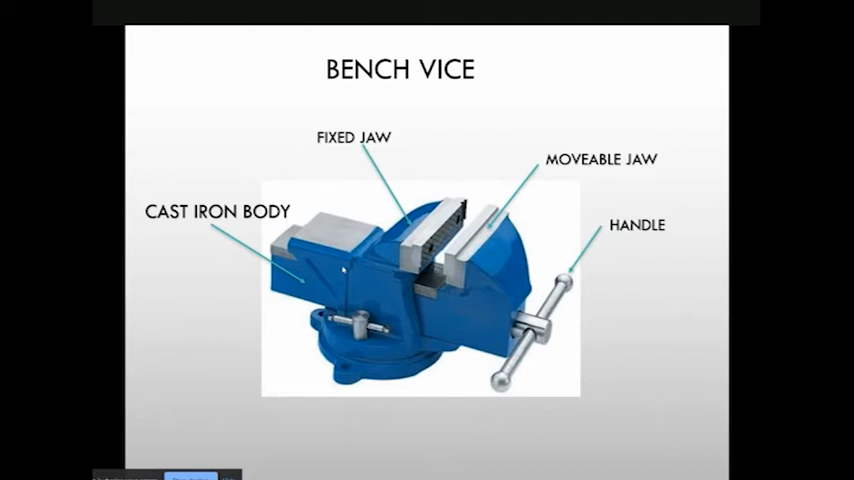 BENCH VICE
FIXED JAW
MOVEABLE JAW
CAST IRON BODY
HANDLE